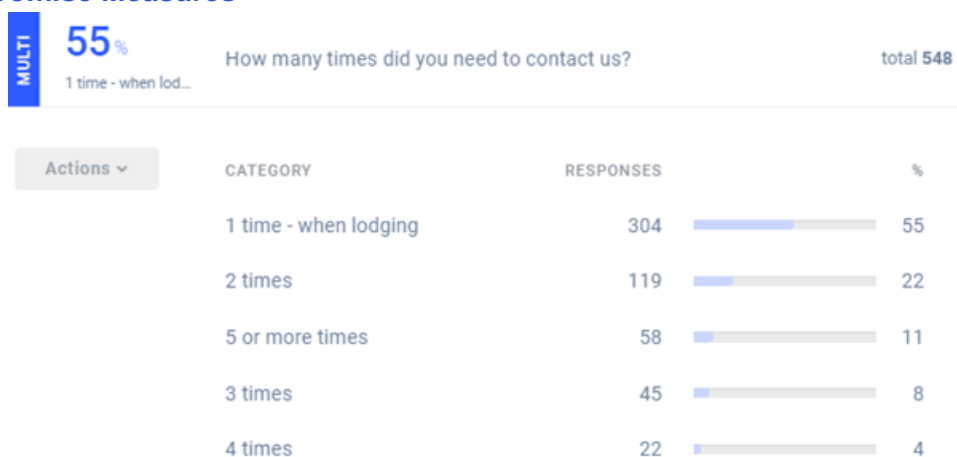 MULTI
55 %
1 time - when lod...
How many times did you need to contact us?
total 548
Actions
CATEGORY RESPONSES %
1 time - when lodging 304 55
2 times 119 22
5 or more times 58 11
3 times 45 8
4 times 22 4